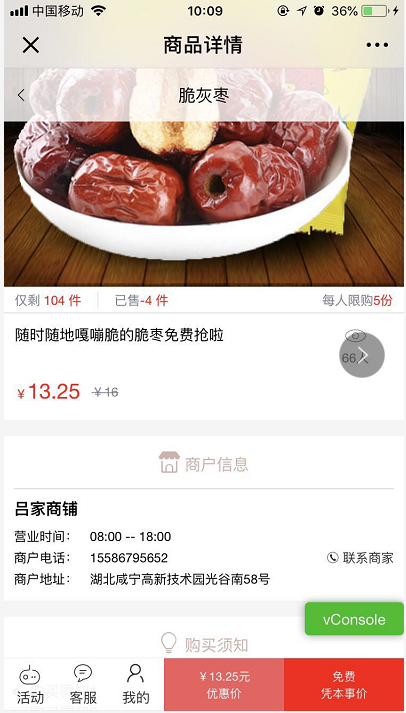 中国移动 10:09 36%
商品详情
脆灰枣
仅剩 104 件 已售-4 件 每人限购5份
随时随地嘎嘣脆的脆枣免费抢啦
66人
¥13.25 ¥16
商户信息
吕家商铺
营业时间： 08:00 -- 18:00
商户电话： 15586795652 联系商家
商户地址： 湖北咸宁高新技术园光谷南58号
vConsole
购买须知
活动 客服 我的
¥13.25元
优惠价
免费
凭本事价